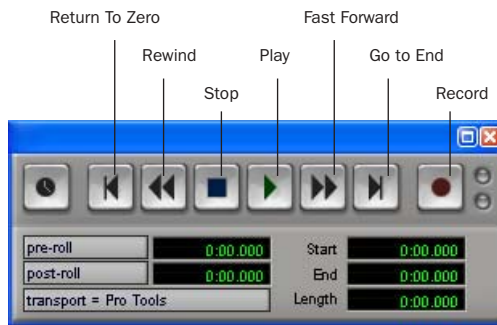 Return To Zero Fast Forward
Rewind Play Go to End
Stop Record
pre-roll 0:00.000 Start 0:00.000
post-roll 0:00.000 End 0:00.000
transport = Pro Tools Length 0:00.000